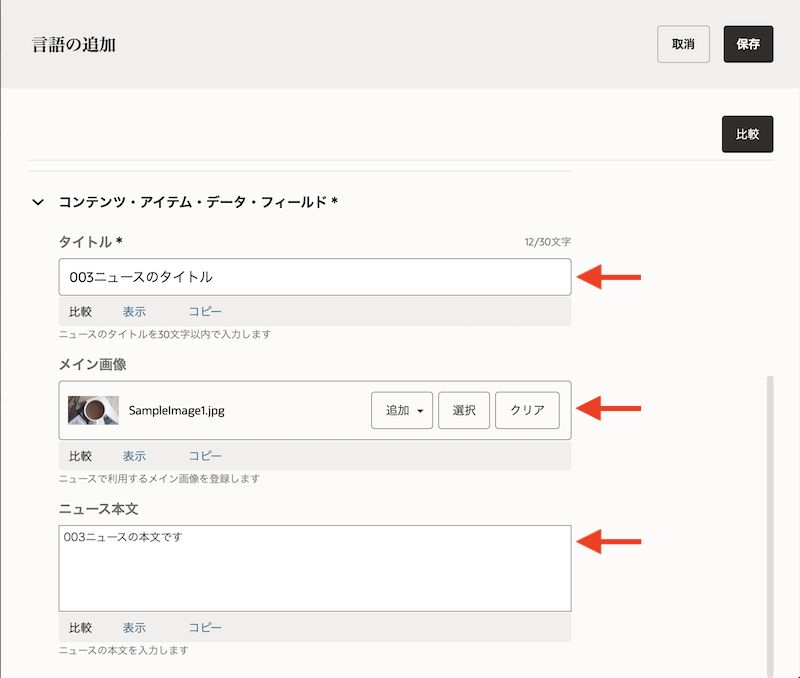 言語の追加
取消
保存
比較
コンテンツ・アイテム・データ・フィールド *
タイトル *
12/30文字
003ニュースのタイトル
比較 表示 コピー
ニュースのタイトルを30文字以内で入力します
メイン画像
SampleImage1.jpg
追加
選択
クリア
比較 表示 コピー
ニュースで利用するメイン画像を登録します
ニュース本文
003ニュースの本文です
比較 表示 コピー
ニュースの本文を入力します